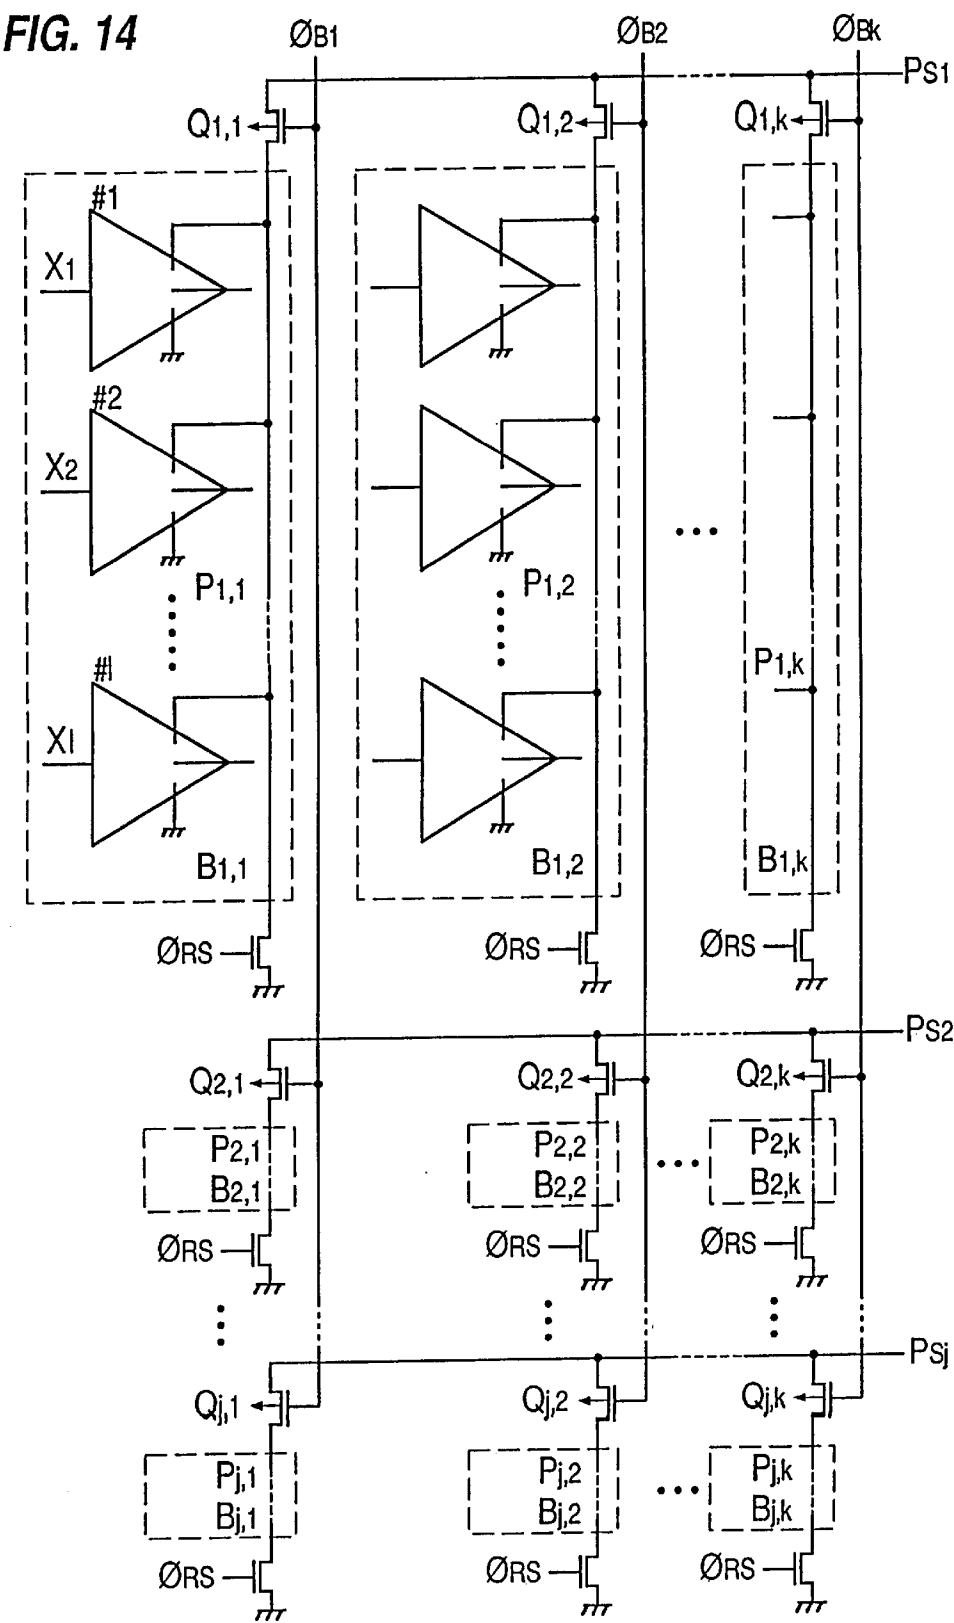 FIG. 14
ØB1 ØB2 ØBk
PS1
Q1,1 Q1,2 Q1,k
#1
X1
#2
X2
P1,1 P1,2
#l
P1,k
Xl
B1,1 B1,2 B1,k
ØRS ØRS ØRS
PS2
Q2,1 Q2,2 Q2,k
P2,1 P2,2 P2,k
B2,1 B2,2 B2,k
ØRS ØRS ØRS
PSj
Qj,1 Qj,2 Qj,k
Pj,1 Pj,2 Pj,k
Bj,1 Bj,2 Bj,k
ØRS ØRS ØRS